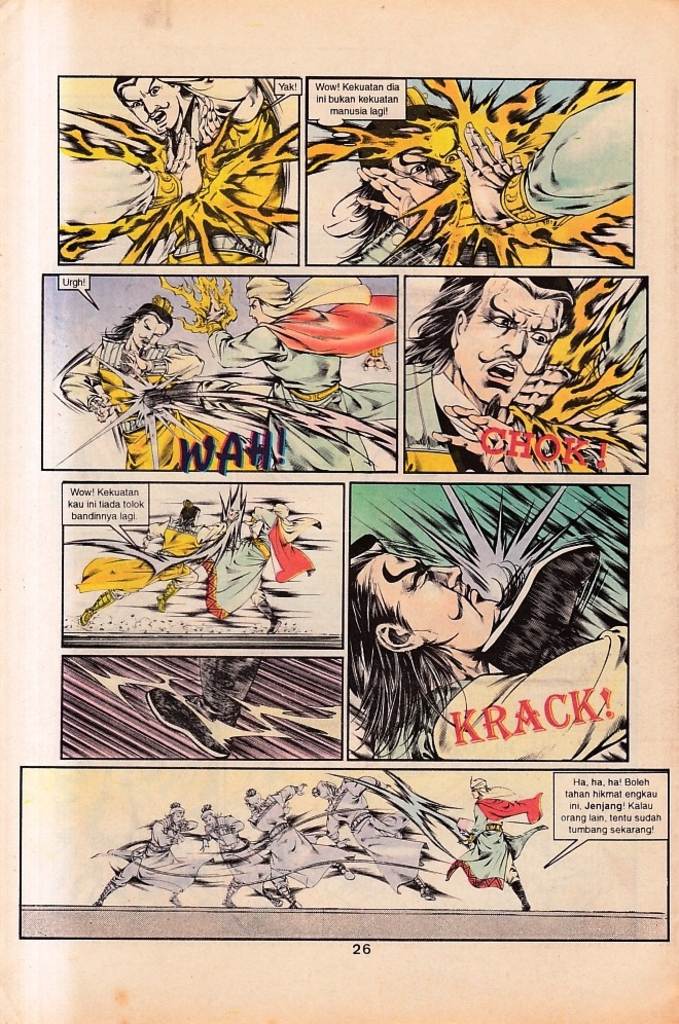 Yak!
Wow! Kekuatan dia
ini bukan kekuatan
manusia lagi!
Urgh!
WAH!
CHOK!
Wow! Kekuatan
kau ini tiada tolok
bandinnya lagi.
KRACK!
Ha, ha, ha! Boleh
tahan hikmat engkau
ini, Jenjang! Kalau
orang lain, tentu sudah
tumbang sekarang!
26